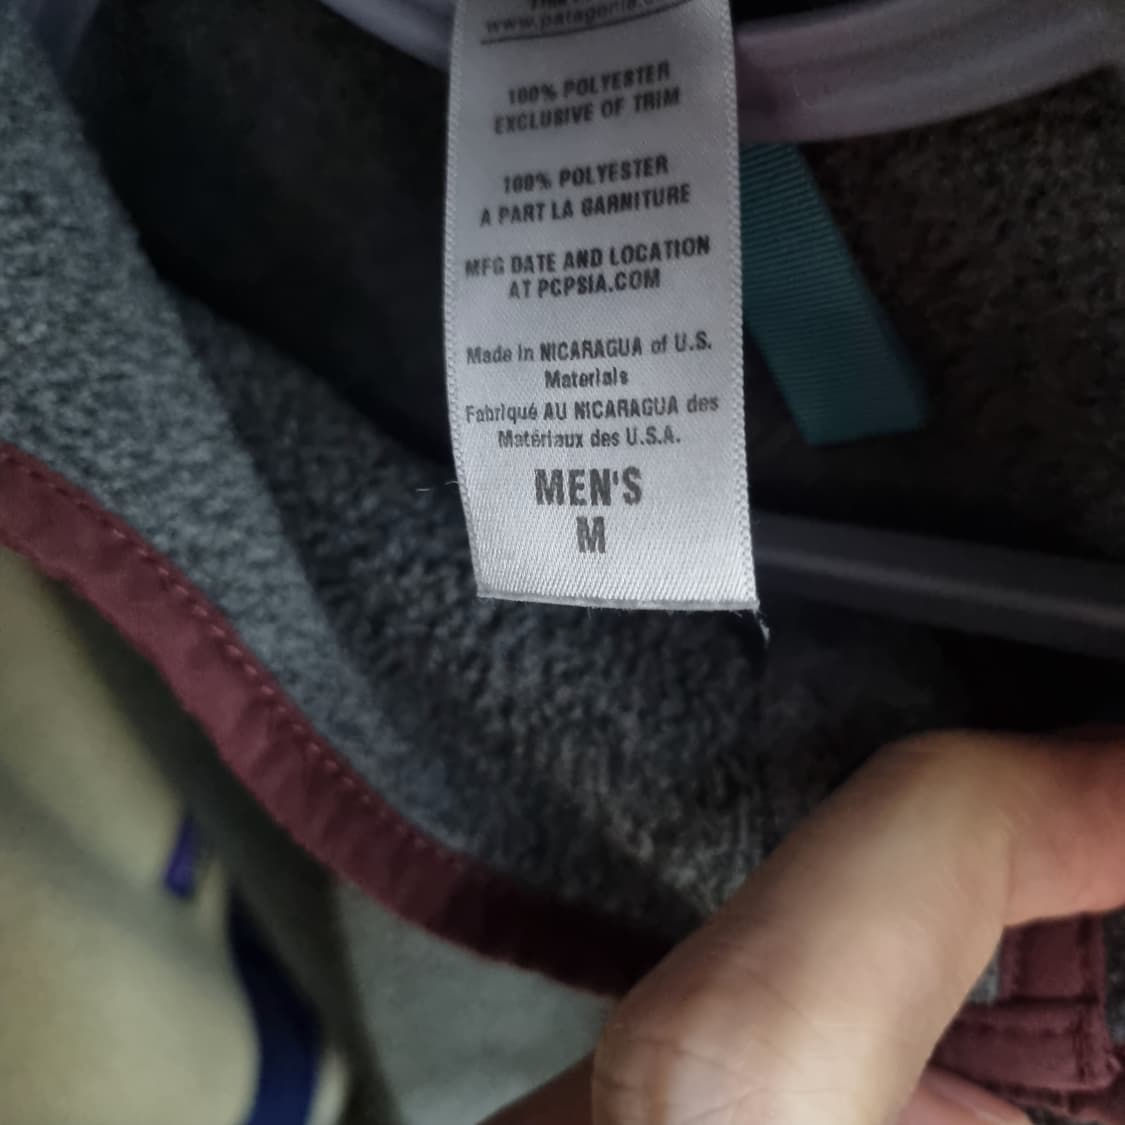 www.patagonia.
100% POLYESTER
EXCLUSIVE OF TRIM
100% POLYESTER
A PART LA GARNITURE
MFG DATE AND LOCATION
AT PCPSIA.COM
Made in NICARAGUA of U.S.
Materials
Fabriqué AU NICARAGUA des
Matériaux des U.S.A.
MEN'S
M